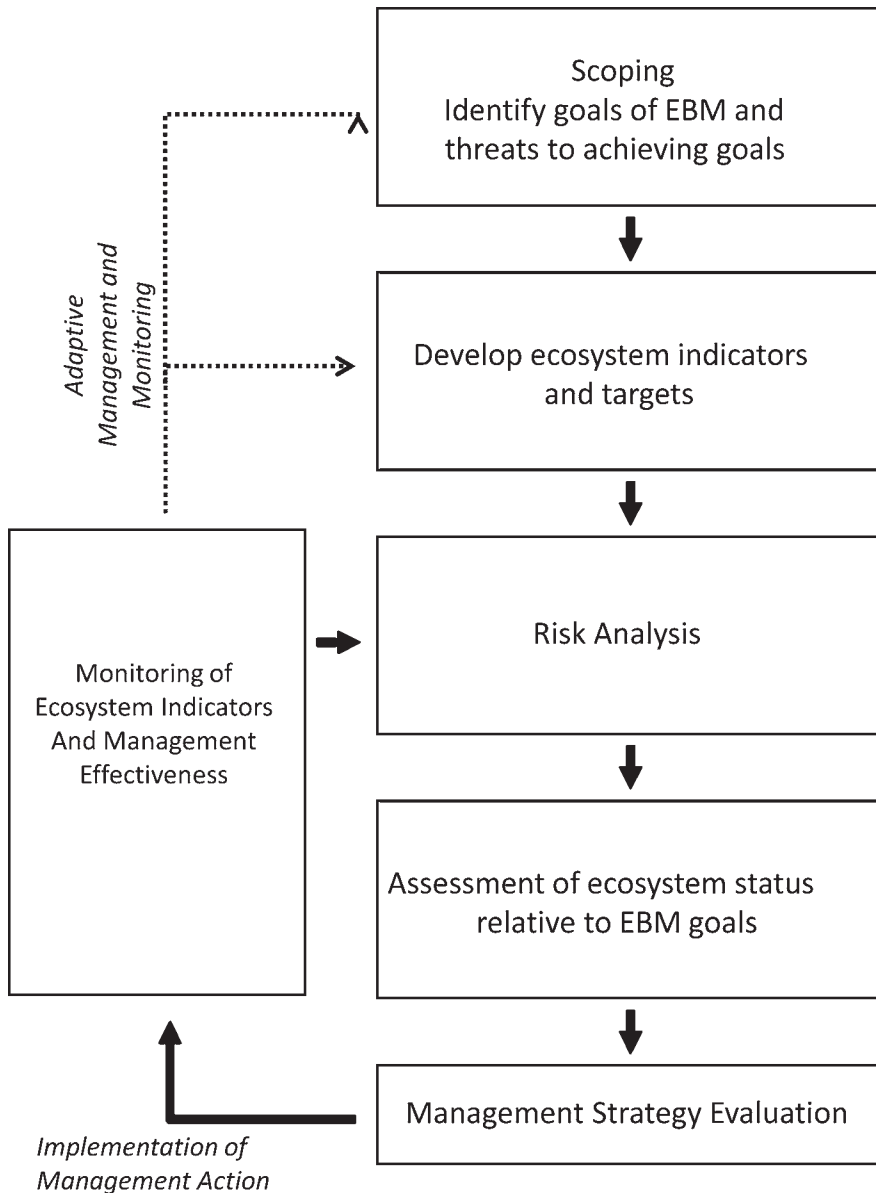 Scoping
Identify goals of EBM and
threats to achieving goals
Adaptive
Management and
Monitoring
Develop ecosystem indicators
and targets
Risk Analysis
Monitoring of
Ecosystem Indicators
And Management
Effectiveness
Assessment of ecosystem status
relative to EBM goals
Management Strategy Evaluation
Implementation of
Management Action